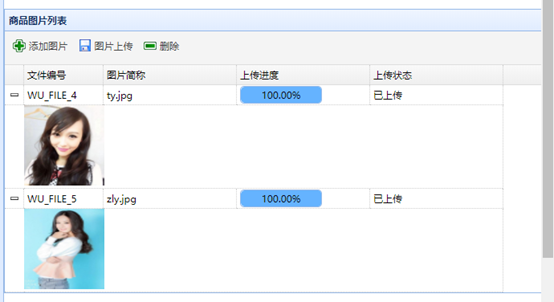 商品图片列表
添加图片 图片上传 删除
文件编号 图片简称 上传进度 上传状态
WU_FILE_4 ty.jpg 100.00% 已上传
WU_FILE_5 zly.jpg 100.00% 已上传